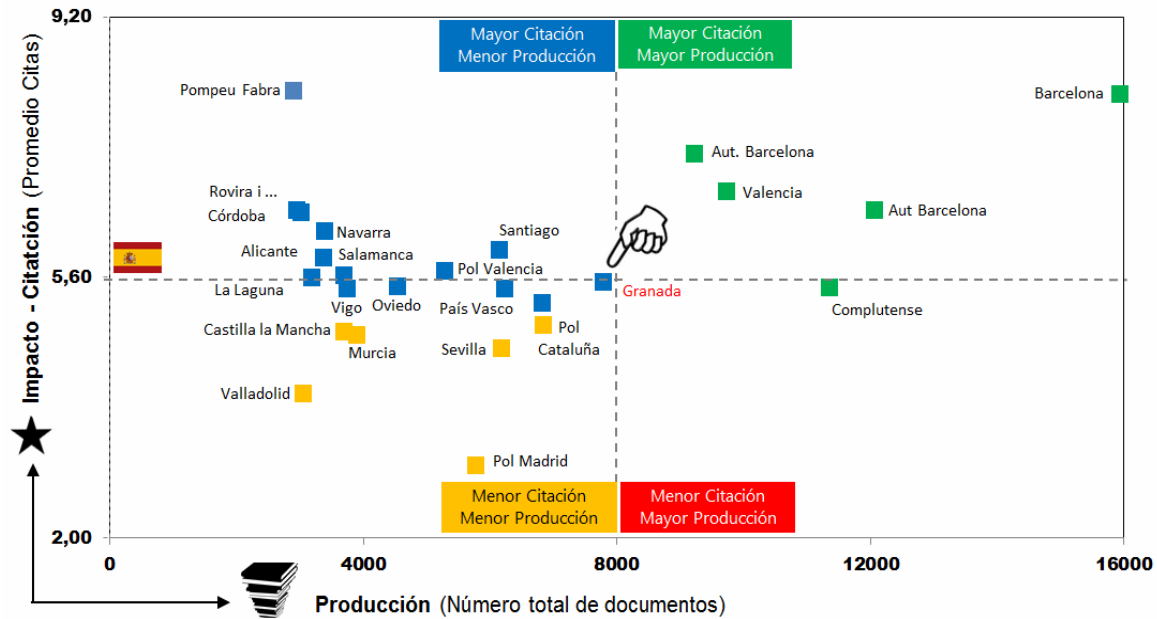 9,20
Mayor Citación
Menor Producción
Mayor Citación
Mayor Producción
Pompeu Fabra
Barcelona
Aut. Barcelona
Valencia
Rovira i ...
Córdoba
Aut Barcelona
Navarra
Santiago
Alicante
Salamanca
Pol Valencia
5,60
La Laguna
Vigo
Oviedo
País Vasco
Granada
Complutense
Castilla la Mancha
Murcia
Sevilla
Pol
Cataluña
Valladolid
Pol Madrid
Menor Citación
Menor Producción
Menor Citación
Mayor Producción
2,00
0
4000
8000
12000
16000
Impacto - Citatción (Promedio Citas)
Producción (Número total de documentos)